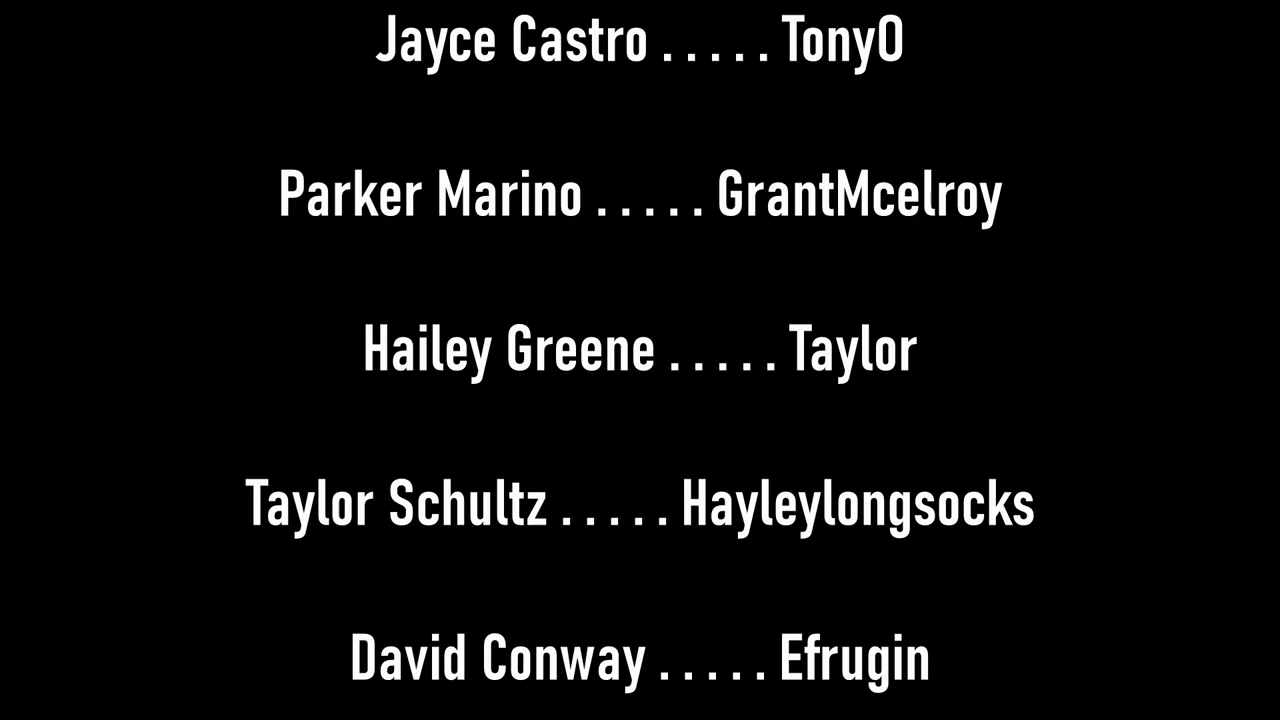 Jayce Castro . . . . . TonyO
Parker Marino . . . . . GrantMcelroy
Hailey Greene . . . . . Taylor
Taylor Schultz . . . . . Hayleylongsocks
David Conway . . . . . Efrugin